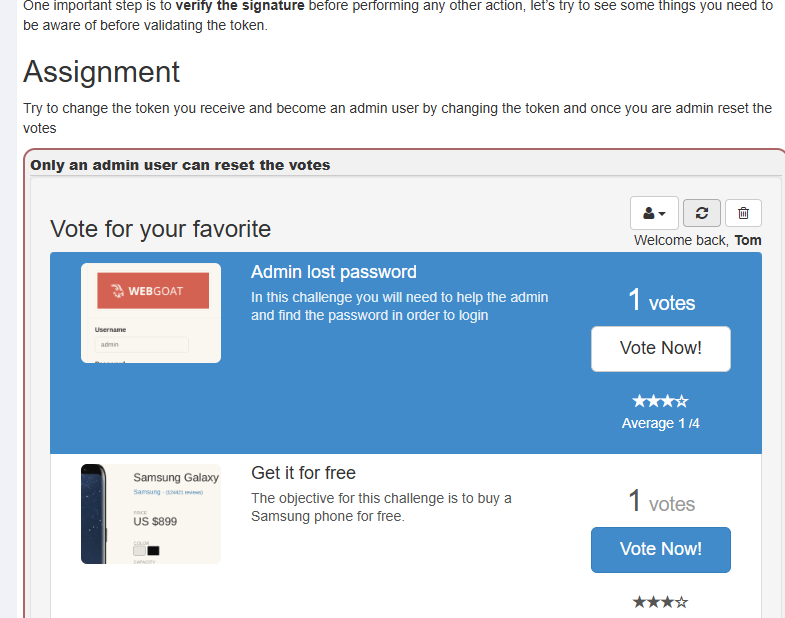 One important step is to verify the signature before performing any other action, let's try to see some things you need to
be aware of before validating the token.
Assignment
Try to change the token you receive and become an admin user by changing the token and once you are admin reset the
votes
Only an admin user can reset the votes
Vote for your favorite
Welcome back, Tom
WEBGOAT
Username
admin
Admin lost password
In this challenge you will need to help the admin
and find the password in order to login
1 votes
Vote Now!
Average 1 /4
Samsung Galaxy
Samsung - (124421 reviews)
PRICE
US $899
COLOR
CAPACITY
Get it for free
The objective for this challenge is to buy a
Samsung phone for free.
1 votes
Vote Now!